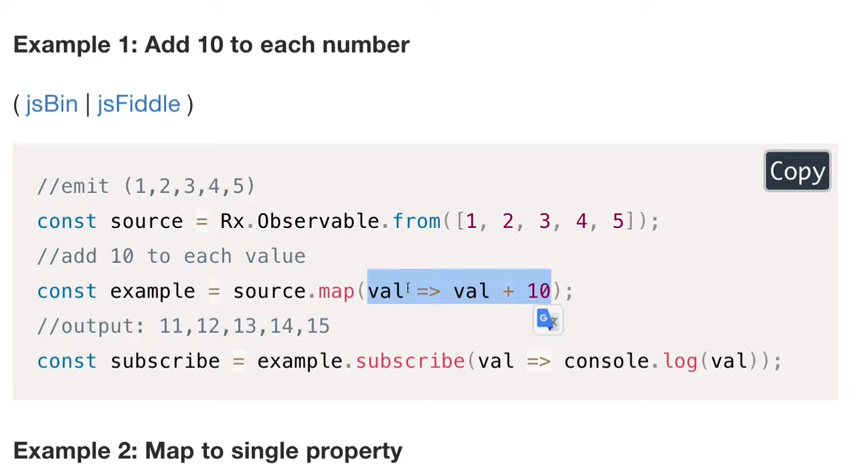 Example 1: Add 10 to each number
( jsBin | jsFiddle )
Copy
//emit (1,2,3,4,5)
const source = Rx.Observable.from([1, 2, 3, 4, 5]);
//add 10 to each value
const example = source.map(val => val + 10);
//output: 11,12,13,14,15
const subscribe = example.subscribe(val => console.log(val));
Example 2: Map to single property